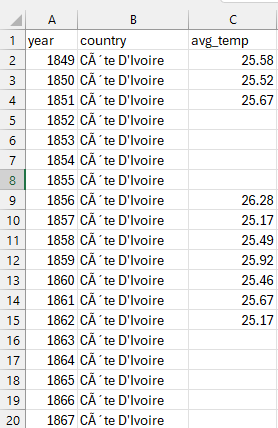 A B C
1 year country avg_temp
2 1849 CÃ´te D'Ivoire 25.58
3 1850 CÃ´te D'Ivoire 25.52
4 1851 CÃ´te D'Ivoire 25.67
5 1852 CÃ´te D'Ivoire
6 1853 CÃ´te D'Ivoire
7 1854 CÃ´te D'Ivoire
8 1855 CÃ´te D'Ivoire
9 1856 CÃ´te D'Ivoire 26.28
10 1857 CÃ´te D'Ivoire 25.17
11 1858 CÃ´te D'Ivoire 25.49
12 1859 CÃ´te D'Ivoire 25.92
13 1860 CÃ´te D'Ivoire 25.46
14 1861 CÃ´te D'Ivoire 25.67
15 1862 CÃ´te D'Ivoire 25.17
16 1863 CÃ´te D'Ivoire
17 1864 CÃ´te D'Ivoire
18 1865 CÃ´te D'Ivoire
19 1866 CÃ´te D'Ivoire
20 1867 CÃ´te D'Ivoire